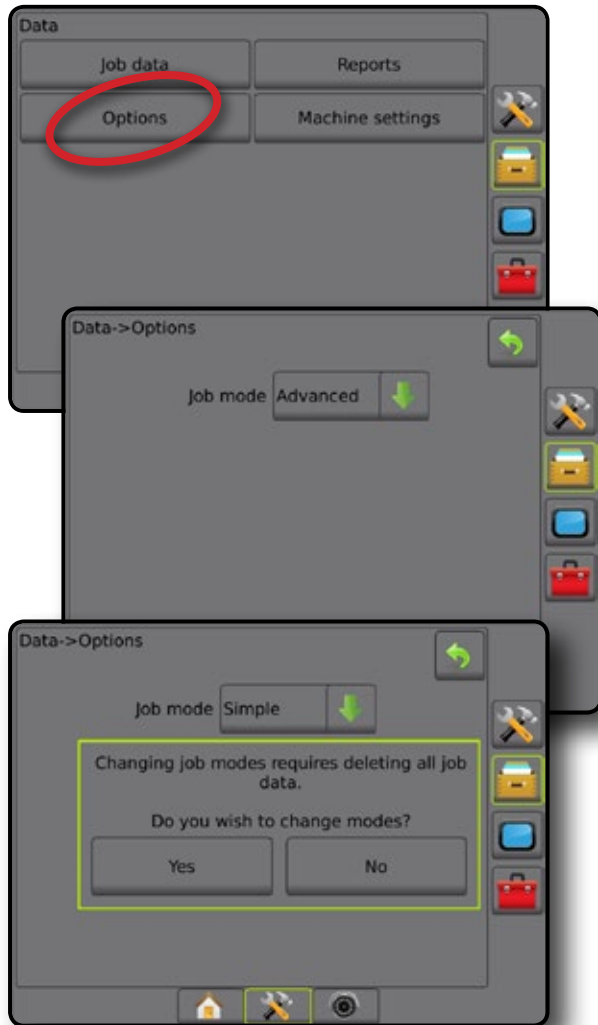 Data
Job data
Reports
Options
Machine settings
Data->Options
Job mode Advanced
Data->Options
Job mode Simple
Changing job modes requires deleting all job
data.
Do you wish to change modes?
Yes
No